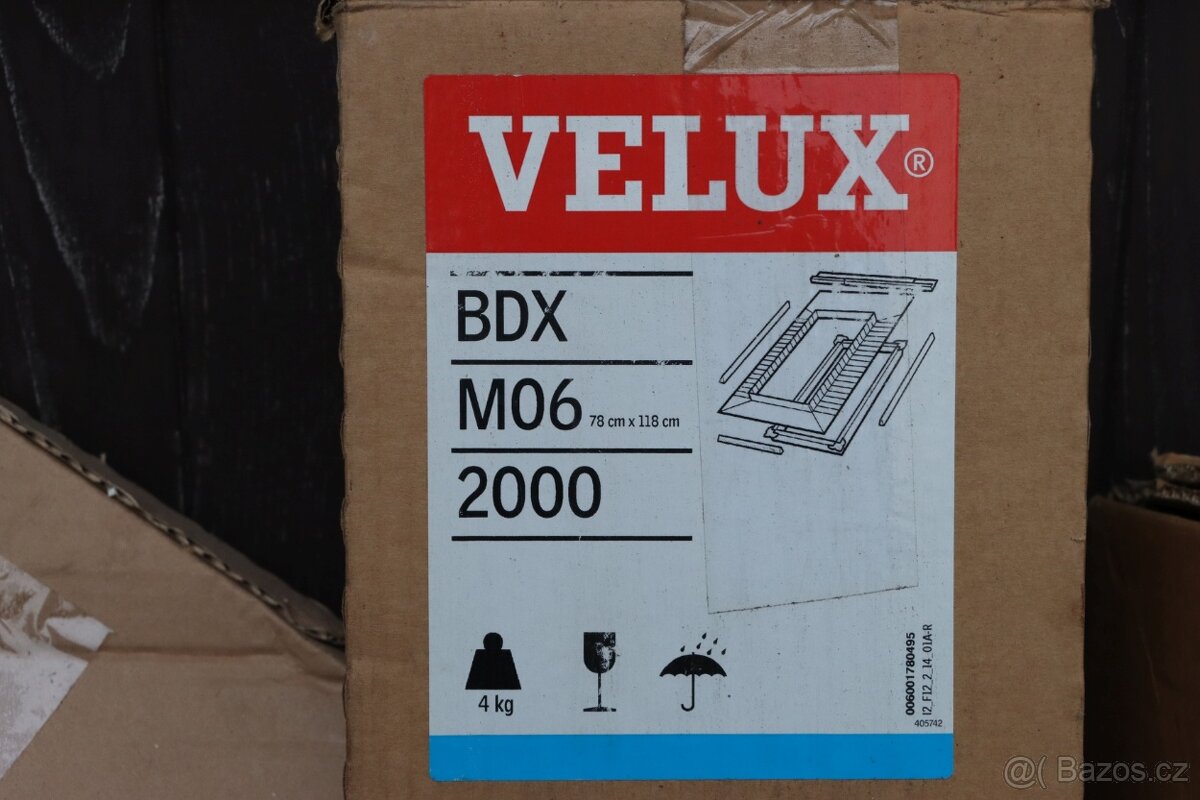 VELUX®
BDX
M06 78 cm x 118 cm
2000
4 kg
006001780495
I2_F12_2_14_01A-R
405742
@( Bazos.cz